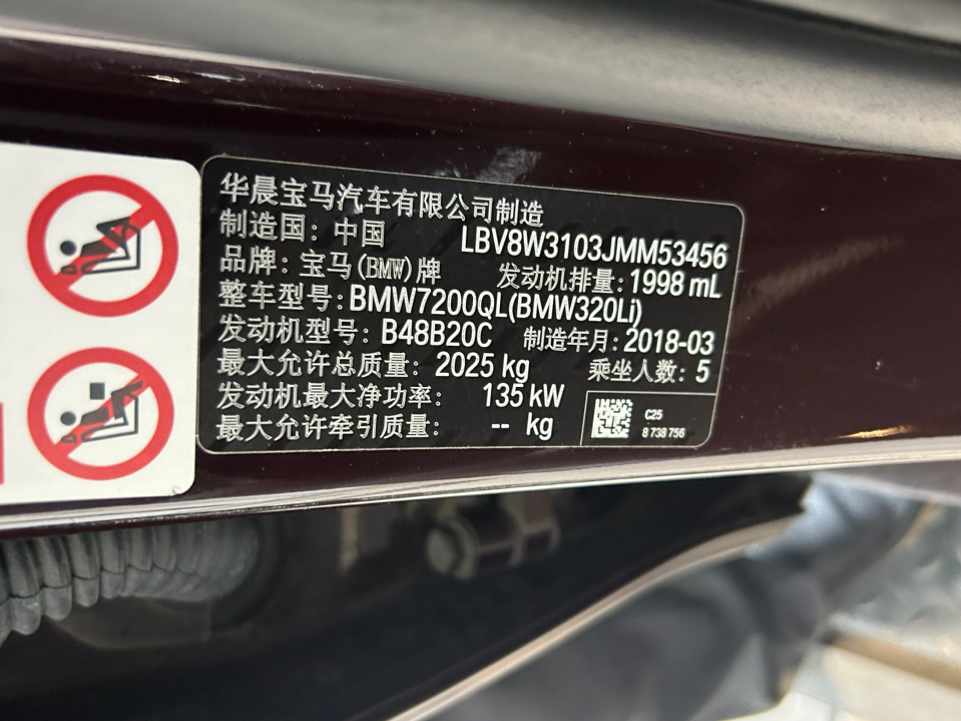 华晨宝马汽车有限公司制造
制造国：中国 LBV8W3103JMM53456
品牌：宝马(BMW)牌 发动机排量：1998 mL
整车型号：BMW7200QL(BMW320Li)
发动机型号：B48B20C 制造年月：2018-03
最大允许总质量：2025 kg 乘坐人数：5
发动机最大净功率：135 kW
最大允许牵引质量：-- kg
C25
8 738 756